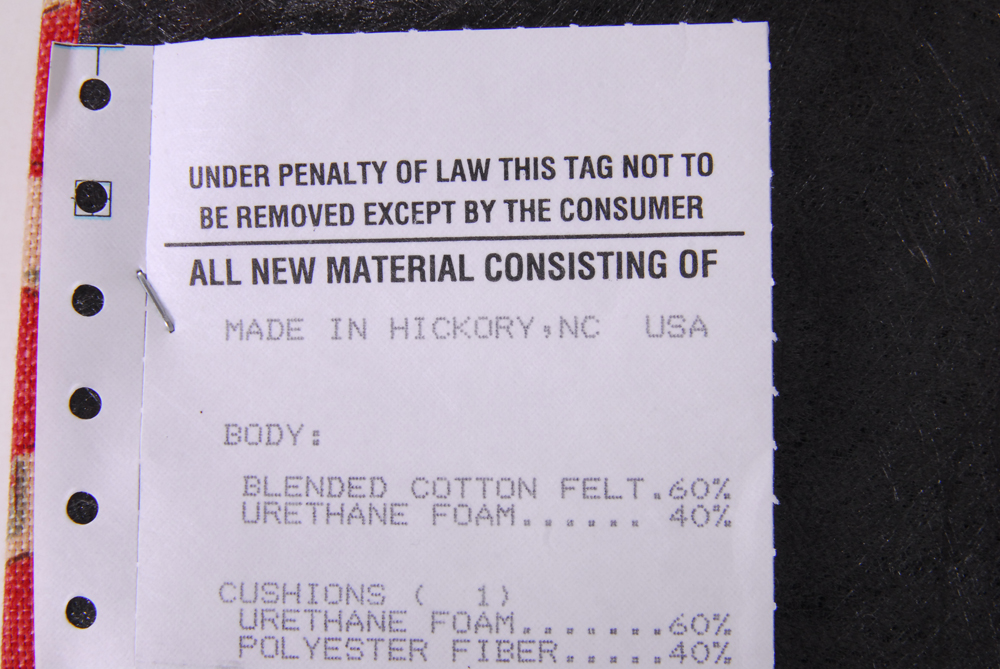 UNDER PENALTY OF LAW THIS TAG NOT TO
BE REMOVED EXCEPT BY THE CONSUMER
ALL NEW MATERIAL CONSISTING OF
MADE IN HICKORY,NC  USA
BODY:
BLENDED COTTON FELT.60%
URETHANE FOAM...... 40%
CUSHIONS (  1)
URETHANE FOAM.......60%
POLYESTER FIBER.....40%